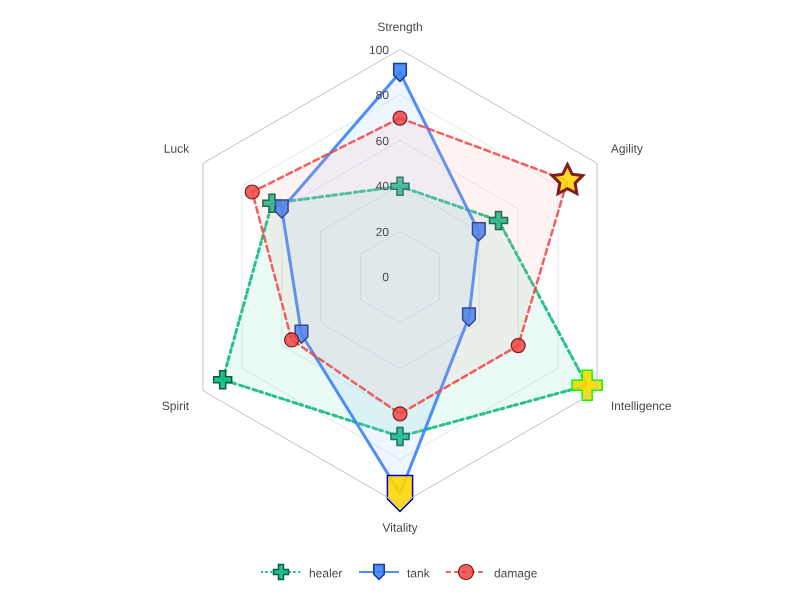 Strength
100
80
60
40
20
0
Luck
Agility
Spirit
Intelligence
Vitality
healer tank damage